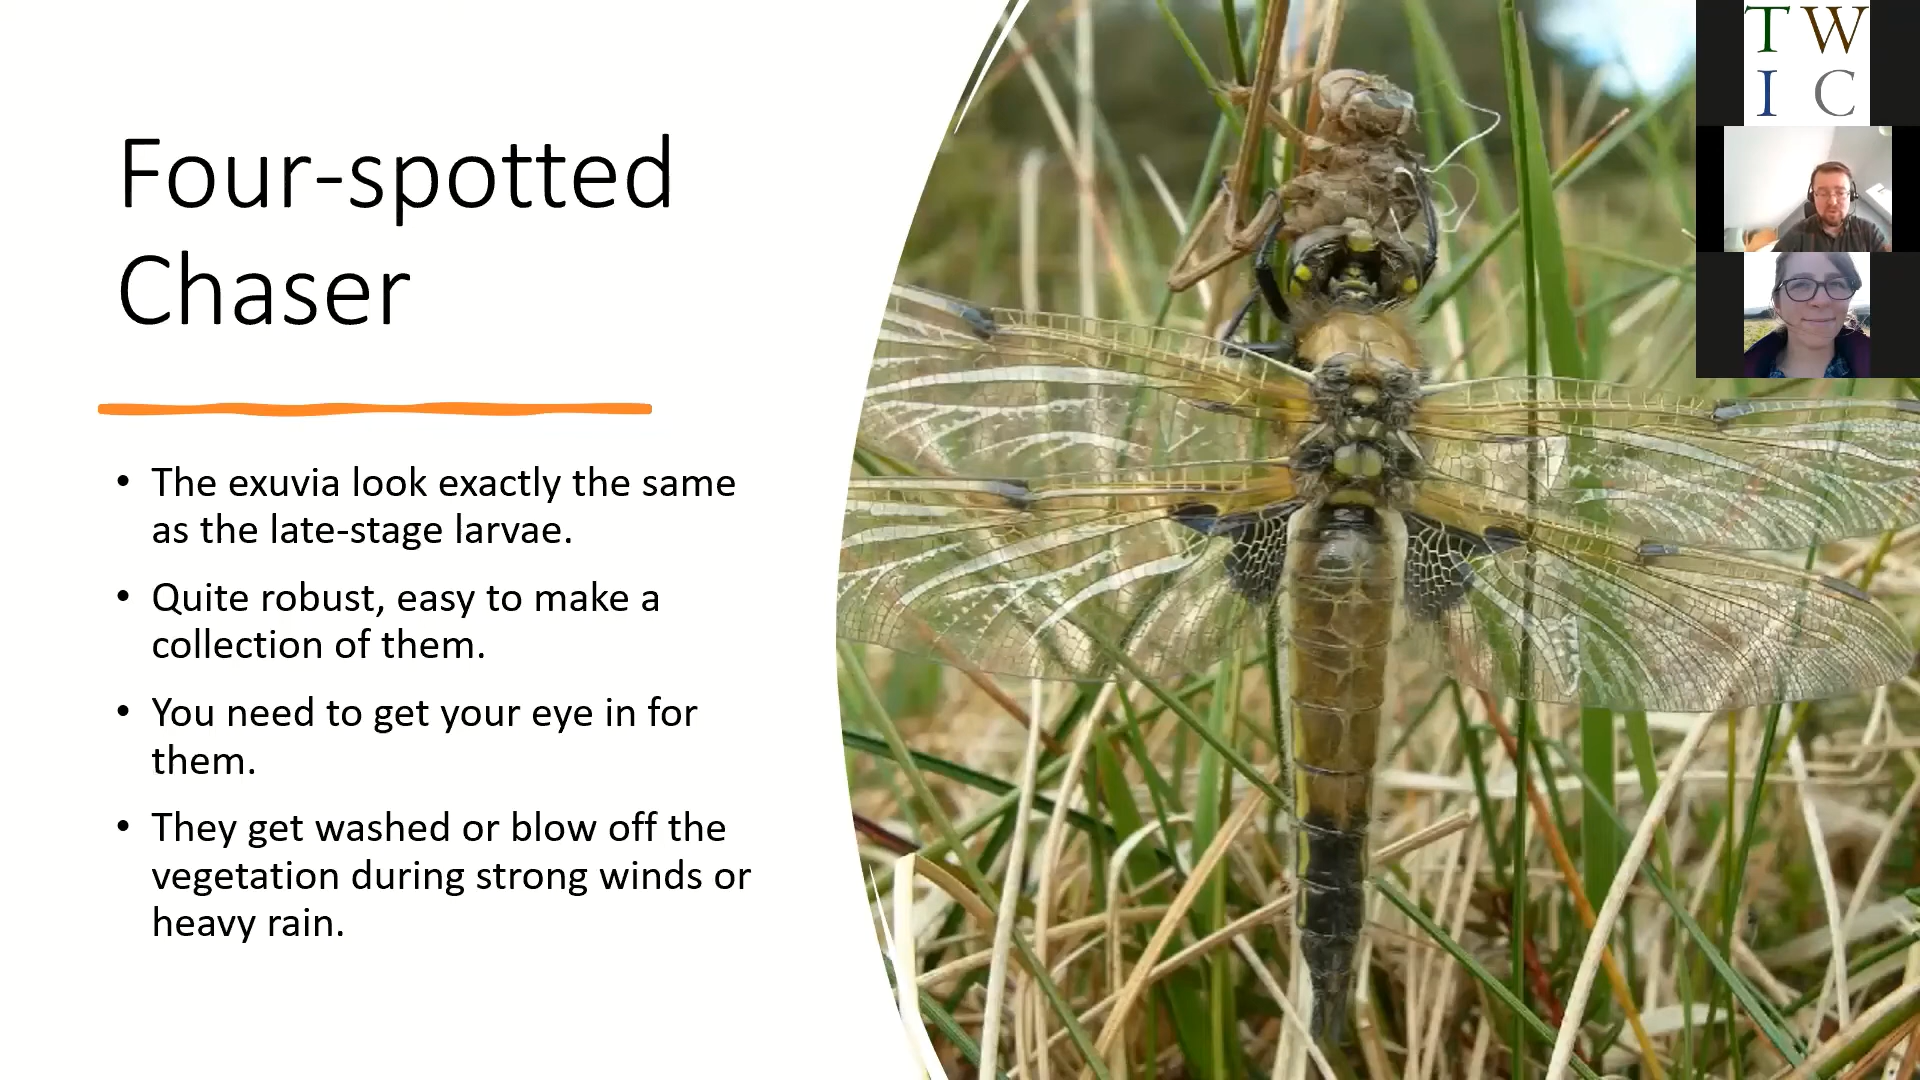 Four-spotted
Chaser
• The exuvia look exactly the same
as the late-stage larvae.
• Quite robust, easy to make a
collection of them.
• You need to get your eye in for
them.
• They get washed or blow off the
vegetation during strong winds or
heavy rain.
T W
I C